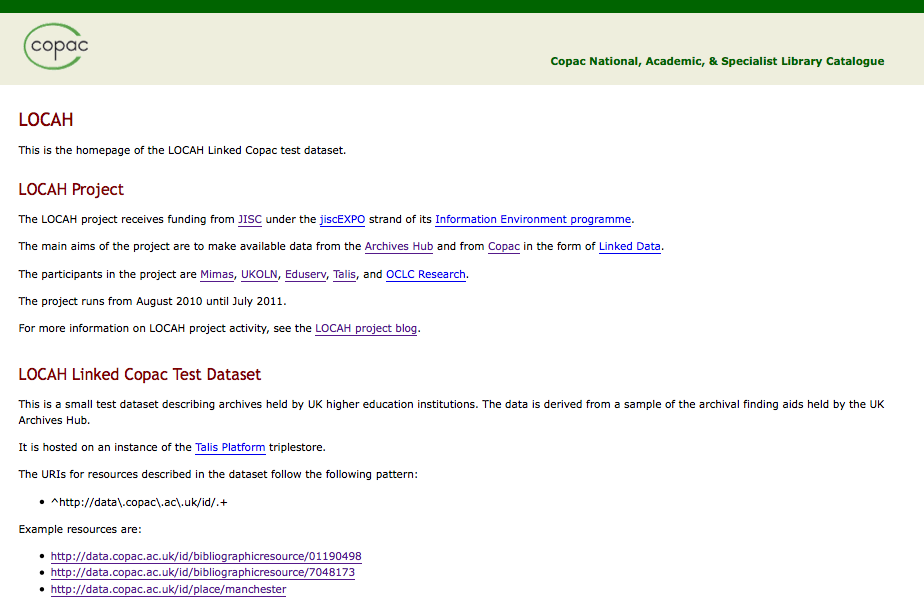 copac
Copac National, Academic, & Specialist Library Catalogue
LOCAH
This is the homepage of the LOCAH Linked Copac test dataset.
LOCAH Project
The LOCAH project receives funding from JISC under the jiscEXPO strand of its Information Environment programme.
The main aims of the project are to make available data from the Archives Hub and from Copac in the form of Linked Data.
The participants in the project are Mimas, UKOLN, Eduserv, Talis, and OCLC Research.
The project runs from August 2010 until July 2011.
For more information on LOCAH project activity, see the LOCAH project blog.
LOCAH Linked Copac Test Dataset
This is a small test dataset describing archives held by UK higher education institutions. The data is derived from a sample of the archival finding aids held by the UK
Archives Hub.
It is hosted on an instance of the Talis Platform triplestore.
The URIs for resources described in the dataset follow the following pattern:
• ^http://data\.copac\.ac\.uk/id/.+
Example resources are:
• http://data.copac.ac.uk/id/bibliographicresource/01190498
• http://data.copac.ac.uk/id/bibliographicresource/7048173
• http://data.copac.ac.uk/id/place/manchester